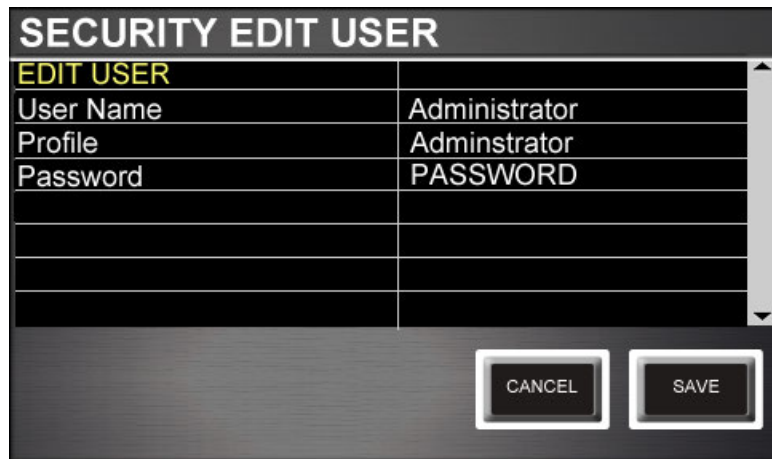 SECURITY EDIT USER
EDIT USER
User Name Administrator
Profile Adminstrator
Password PASSWORD
CANCEL SAVE